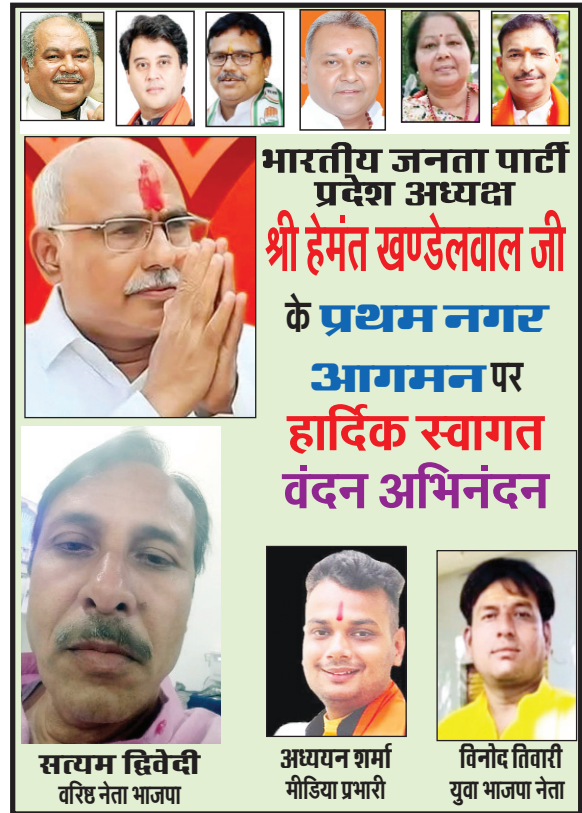 भारतीय जनता पार्टी
प्रदेश अध्यक्ष
श्री हेमंत खण्डेलवाल जी
के प्रथम नगर
आगमन पर
हार्दिक स्वागत
वंदन अभिनंदन
सत्यम द्विवेदी
वरिष्ठ नेता भाजपा
अध्ययन शर्मा
मीडिया प्रभारी
विनोद तिवारी
युवा भाजपा नेता